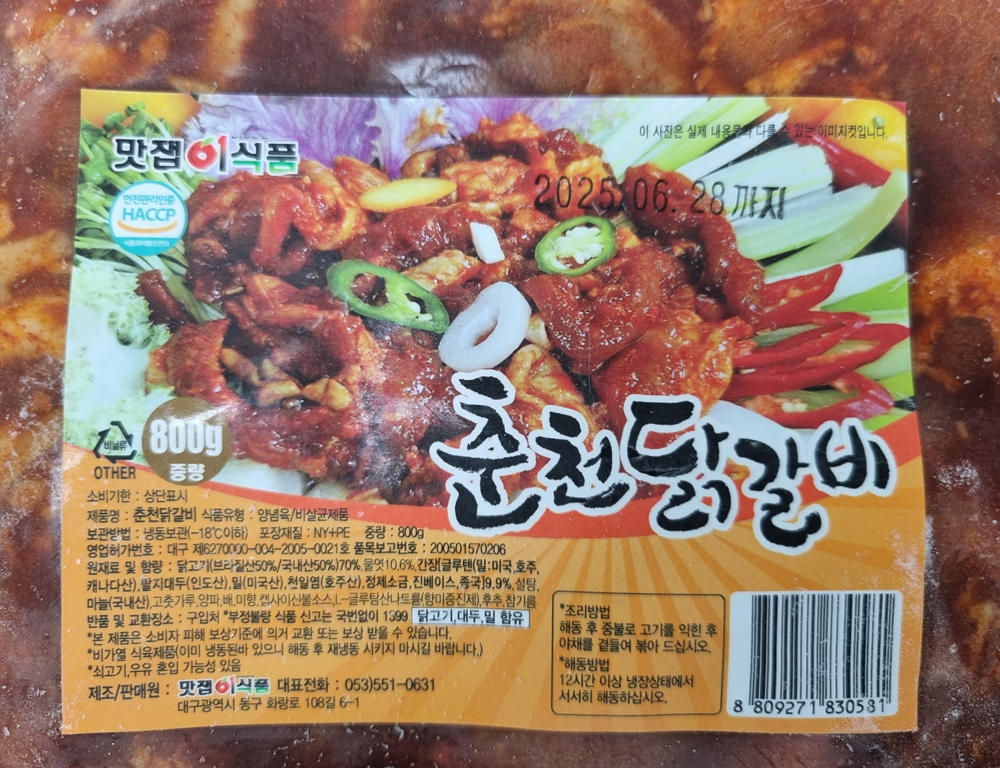 이 사진은 실제 내용물과 다를 수 있는 이미지컷입니다.
맛잽이식품
2025.06.28까지
안전관리인증
HACCP
식품의약품안전처
비닐류
OTHER
800g
중량
춘천닭갈비
소비기한 : 상단표시
제품명 : 춘천닭갈비 식품유형 : 양념육/비살균제품
보관방법 : 냉동보관(-18℃이하) 포장재질 : NY+PE 중량 : 800g
영업허가번호 : 대구 제6270000-004-2005-0021호 품목보고번호 : 200501570206
원재료 및 함량 : 닭고기(브라질산50%/국내산50%)70%,물엿10.6%,간장(글루텐(밀:미국,호주,
캐나다산),탈지대두(인도산),밀(미국산),천일염(호주산),정제소금,진베이스,종국)9.9%,설탕,
마늘(국내산),고춧가루,양파,배,미향,캡사이신불소스,L-글루탐산나트륨(향미증진제),후추,참기름
반품 및 교환장소 : 구입처 *부정불량 식품 신고는 국번없이 1399 닭고기,대두,밀 함유
*본 제품은 소비자 피해 보상기준에 의거 교환 또는 보상 받을 수 있습니다.
*비가열 식육제품(이미 냉동된바 있으니 해동 후 재냉동 시키지 마시길 바랍니다.)
*쇠고기,우유 혼입 가능성 있음
제조/판매원 : 맛잽이식품 대표전화 : 053)551-0631
대구광역시 동구 화랑로 108길 6-1
*조리방법
해동 후 중불로 고기를 익힌 후
야채를 곁들여 볶아 드십시오.
*해동방법
12시간 이상 냉장상태에서
서서히 해동하십시오.
8 809271 830581